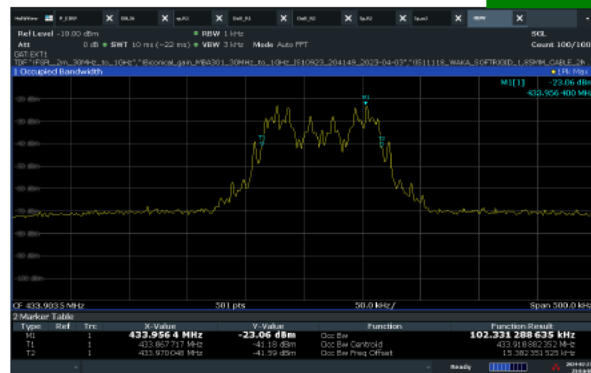 MultiView P_ERP
Ref Level -10.00 dBm RBW 1 kHz SGL
Att 0 dB SWT 10 ms (~22 ms) VBW 3 kHz Mode Auto FFT Count 100/100
1 Occupied Bandwidth 1Pk Max
M1[1] -23.06 dBm
433.956 400 MHz
M1
CF 433.9035 MHz 501 pts 50.0 kHz/ Span 500.0 kHz
2 Marker Table
Type Ref Trc X-Value Y-Value Function Function Result
M1 1 433.956 4 MHz -23.06 dBm Occ Bw 102.331 288 635 kHz
T1 1 433.867717 MHz -41.18 dBm Occ Bw Centroid 433.918 882 352 MHz
T2 1 433.970048 MHz -41.59 dBm Occ Bw Freq Offset 15.382 351 525 kHz
Ready